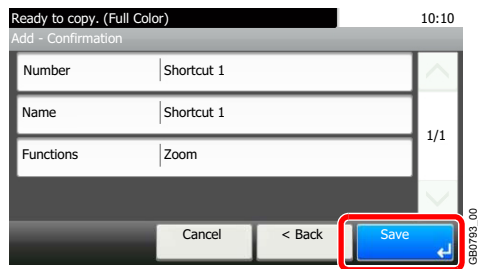 Ready to copy. (Full Color) 10:10
Add - Confirmation
Number Shortcut 1
Name Shortcut 1
1/1
Functions Zoom
Cancel < Back Save
GB0793_00